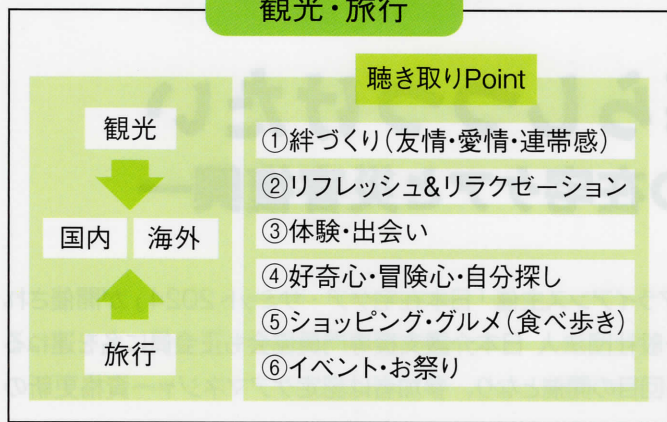 観光・旅行
観光
国内 海外
旅行
聴き取りPoint
①絆づくり(友情・愛情・連帯感)
②リフレッシュ&リラクゼーション
③体験・出会い
④好奇心・冒険心・自分探し
⑤ショッピング・グルメ(食べ歩き)
⑥イベント・お祭り